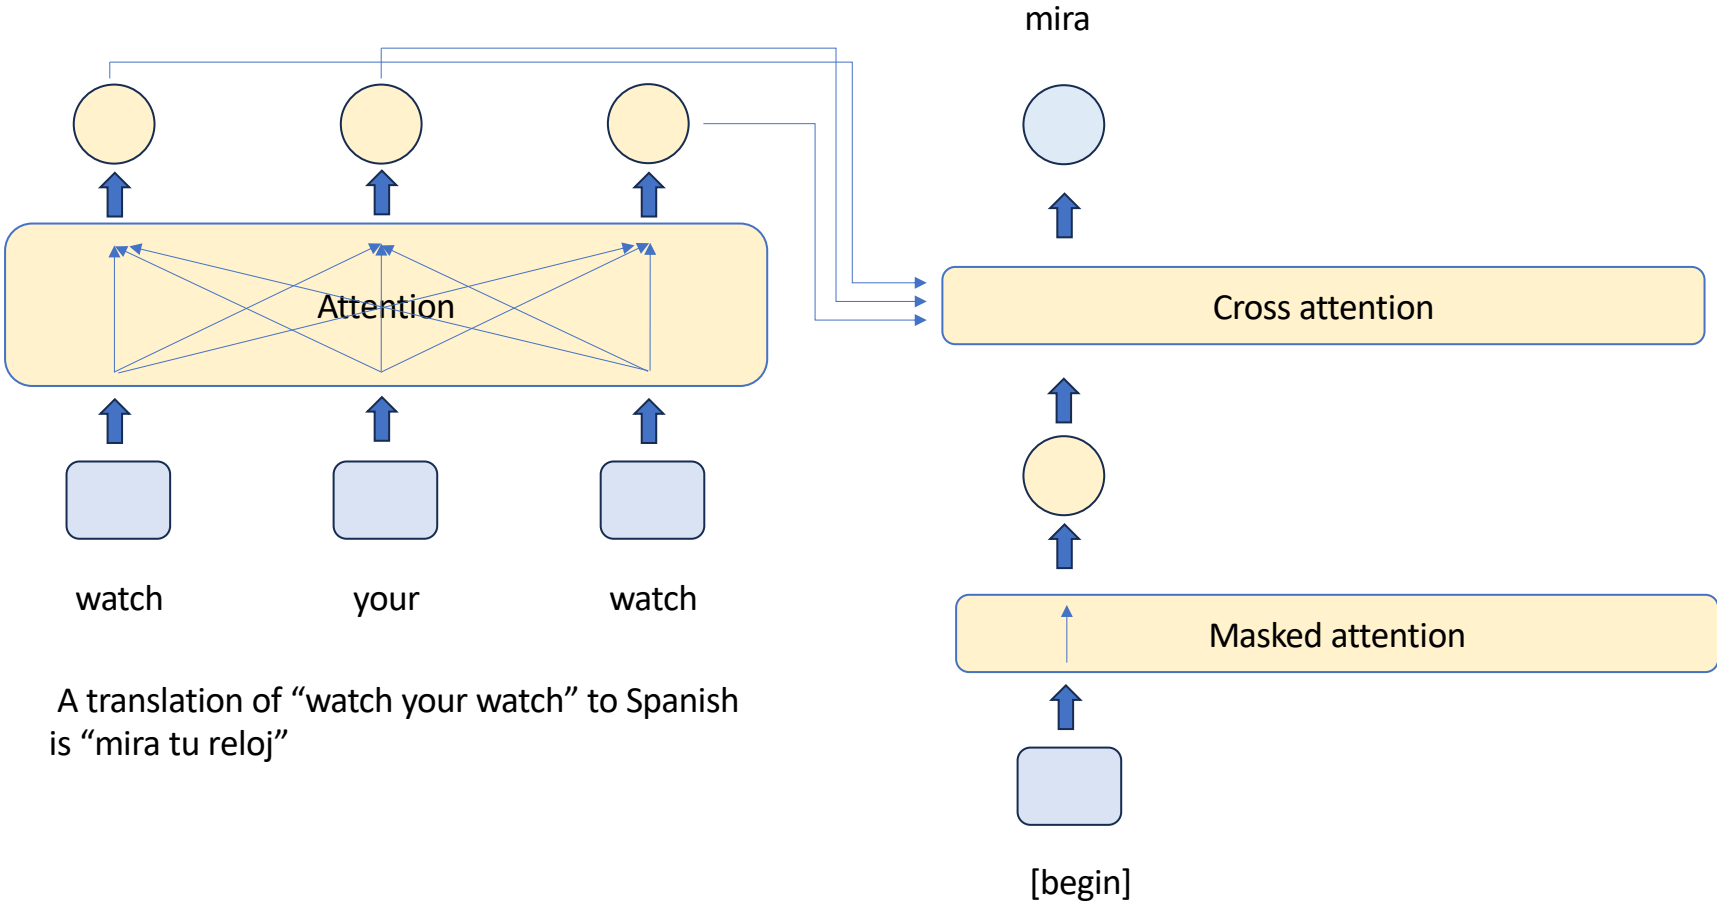 mira
Attention
Cross attention
watch your watch
Masked attention
A translation of “watch your watch” to Spanish
is “mira tu reloj”
[begin]